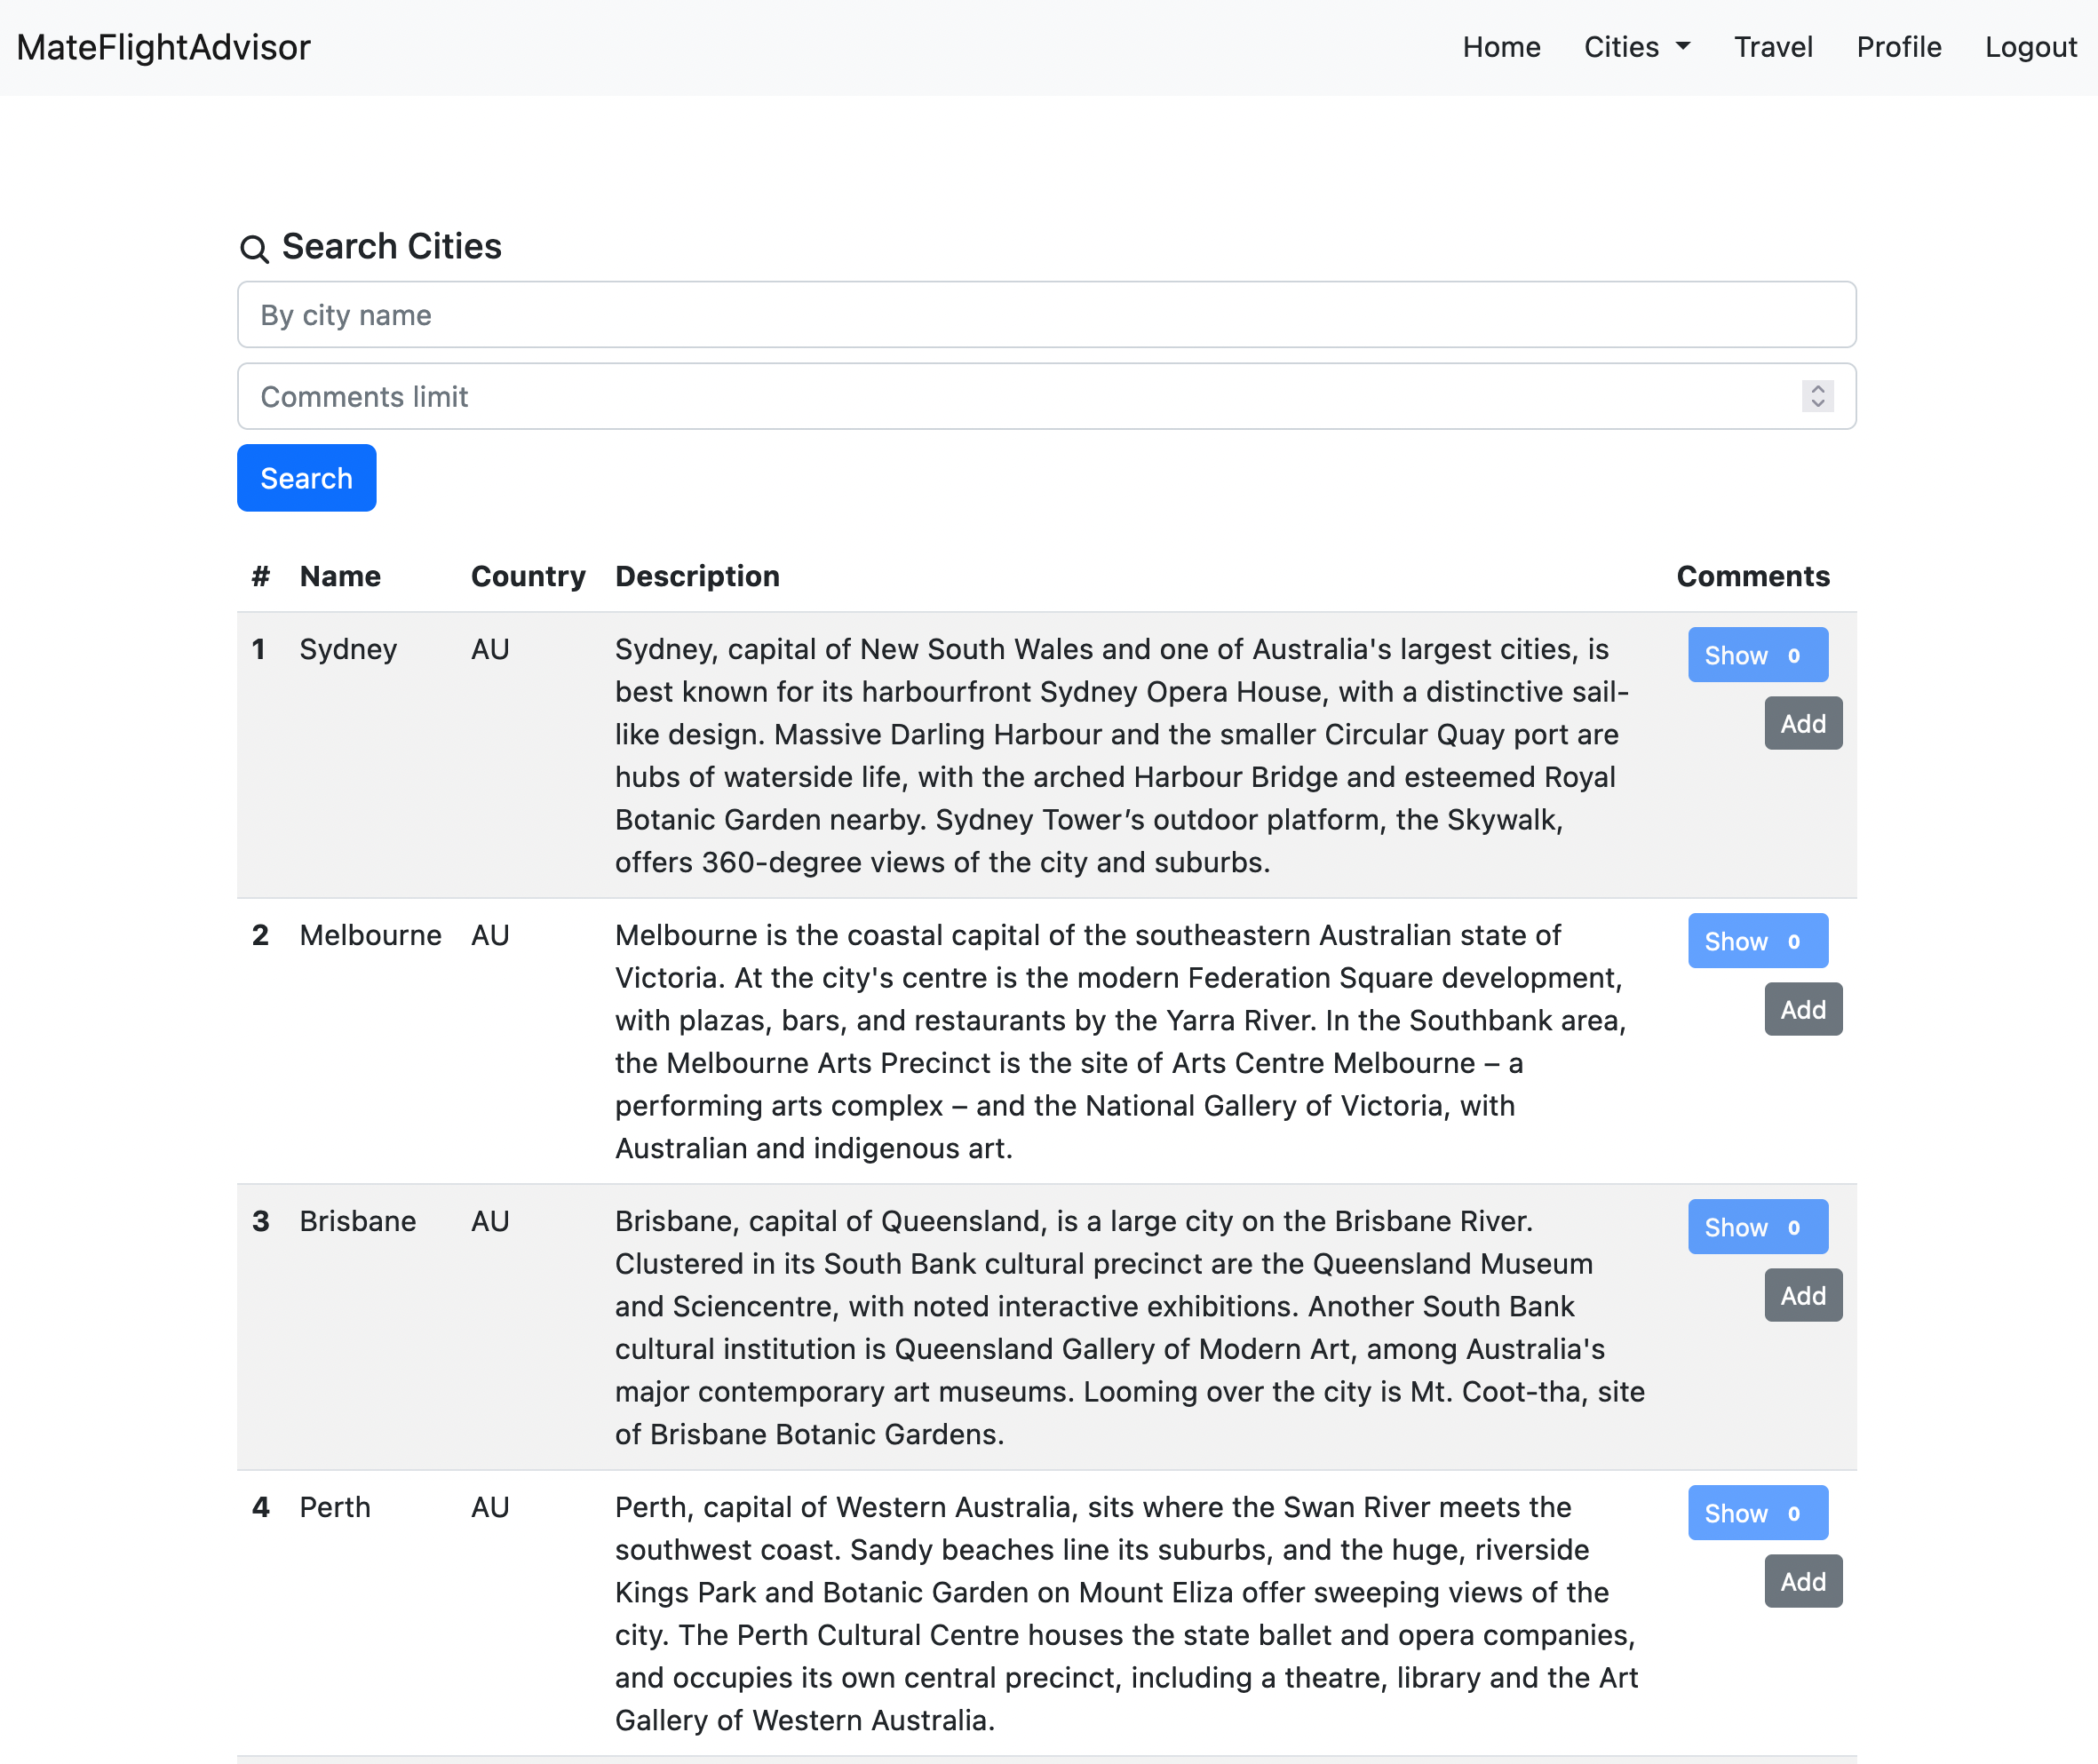 MateFlightAdvisor Home Cities Travel Profile Logout
Search Cities
By city name
Comments limit
Search
# Name Country Description Comments
1 Sydney AU Sydney, capital of New South Wales and one of Australia's largest cities, is Show 0
best known for its harbourfront Sydney Opera House, with a distinctive sail-
like design. Massive Darling Harbour and the smaller Circular Quay port are Add
hubs of waterside life, with the arched Harbour Bridge and esteemed Royal
Botanic Garden nearby. Sydney Tower’s outdoor platform, the Skywalk,
offers 360-degree views of the city and suburbs.
2 Melbourne AU Melbourne is the coastal capital of the southeastern Australian state of Show 0
Victoria. At the city's centre is the modern Federation Square development,
with plazas, bars, and restaurants by the Yarra River. In the Southbank area, Add
the Melbourne Arts Precinct is the site of Arts Centre Melbourne – a
performing arts complex – and the National Gallery of Victoria, with
Australian and indigenous art.
3 Brisbane AU Brisbane, capital of Queensland, is a large city on the Brisbane River. Show 0
Clustered in its South Bank cultural precinct are the Queensland Museum
and Sciencentre, with noted interactive exhibitions. Another South Bank Add
cultural institution is Queensland Gallery of Modern Art, among Australia's
major contemporary art museums. Looming over the city is Mt. Coot-tha, site
of Brisbane Botanic Gardens.
4 Perth AU Perth, capital of Western Australia, sits where the Swan River meets the Show 0
southwest coast. Sandy beaches line its suburbs, and the huge, riverside
Kings Park and Botanic Garden on Mount Eliza offer sweeping views of the Add
city. The Perth Cultural Centre houses the state ballet and opera companies,
and occupies its own central precinct, including a theatre, library and the Art
Gallery of Western Australia.